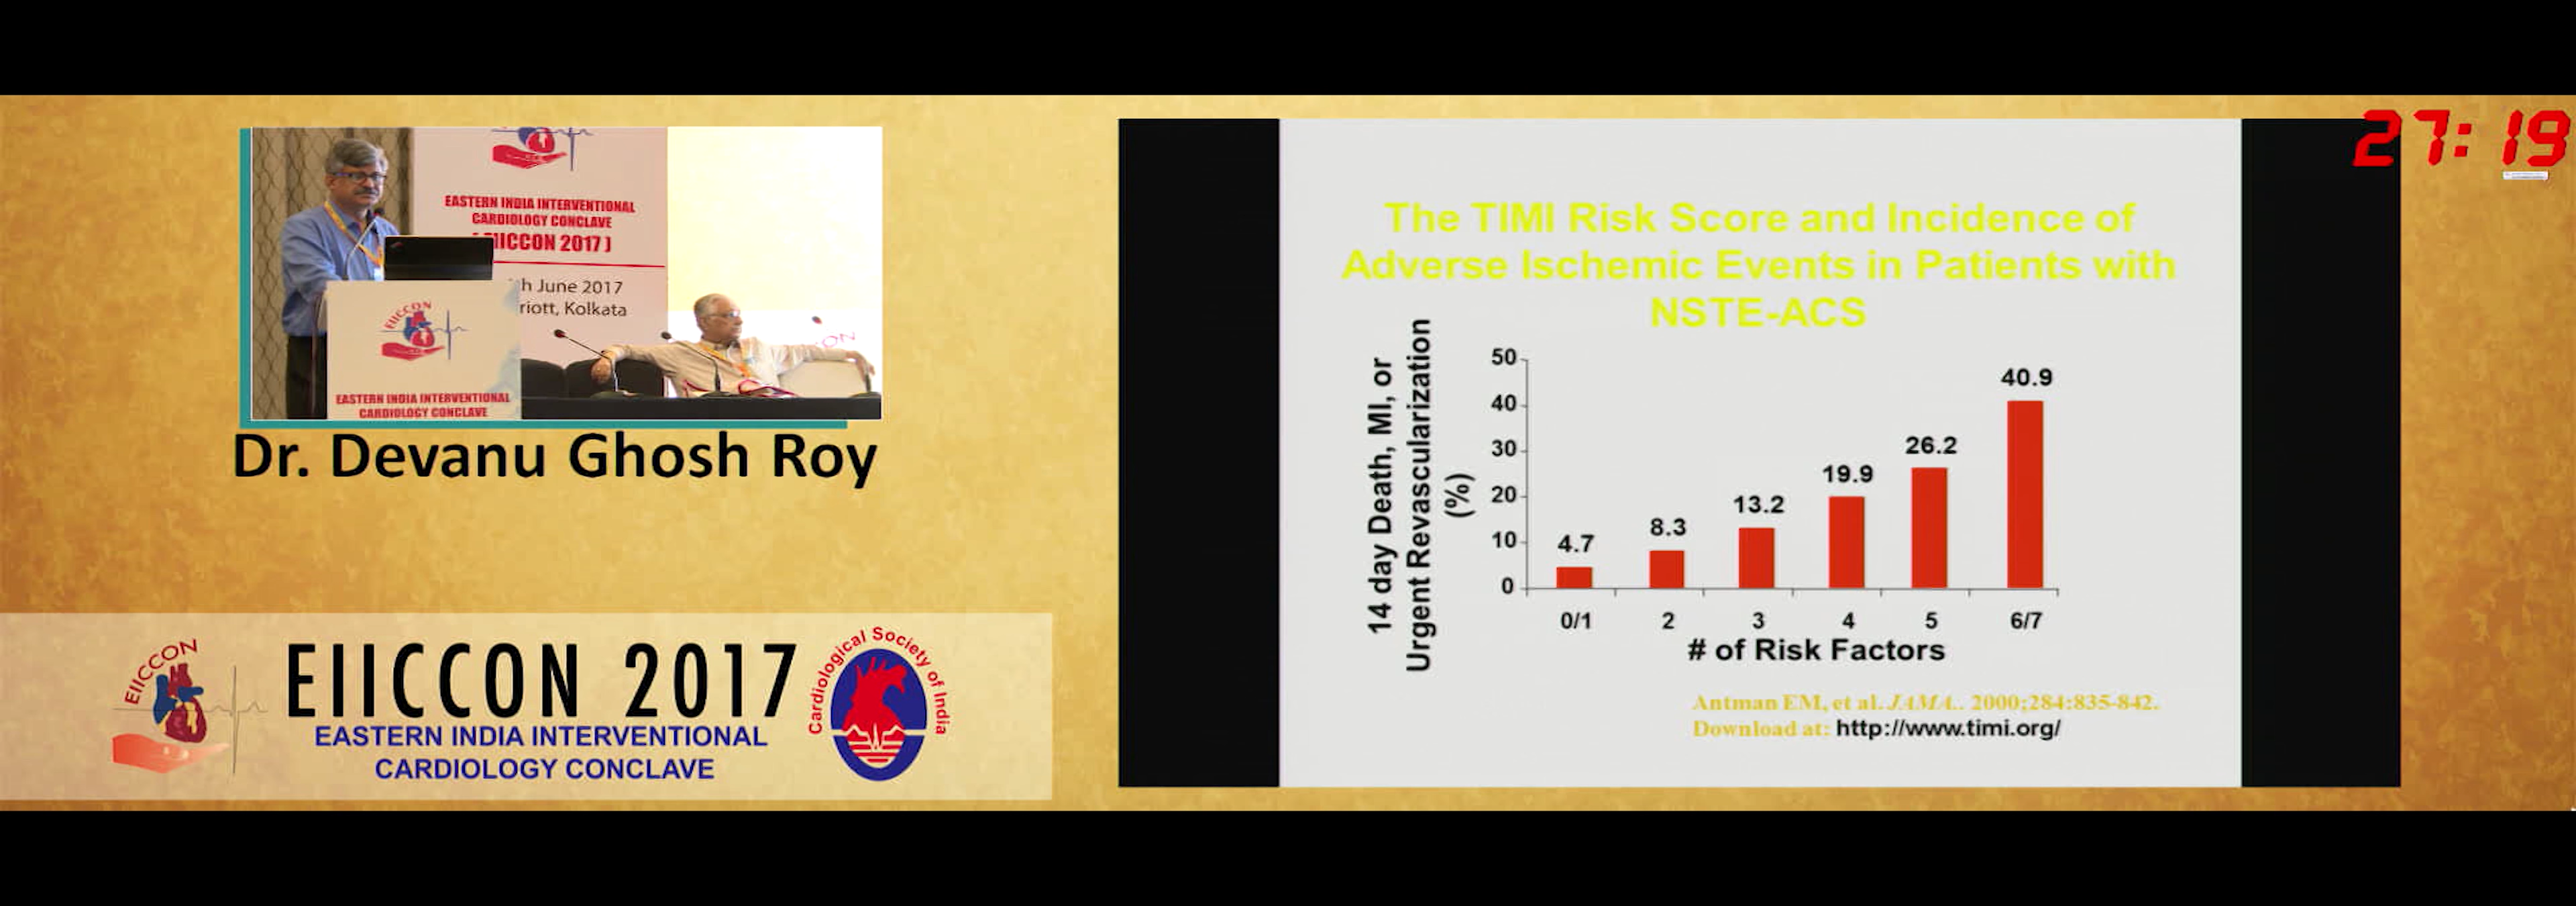 EASTERN INDIA INTERVENTIONAL
CARDIOLOGY CONCLAVE
IICCON 2017 )
h June 2017
riott, Kolkata
EIICCON
EASTERN INDIA INTERVENTIONAL
CARDIOLOGY CONCLAVE
ON
Dr. Devanu Ghosh Roy
EIICCON
EIICCON 2017
EASTERN INDIA INTERVENTIONAL
CARDIOLOGY CONCLAVE
Cardiological Society of India
27:19
The TIMI Risk Score and Incidence of
Adverse Ischemic Events in Patients with
NSTE-ACS
14 day Death, MI, or
Urgent Revascularization
(%)
50
40
30
20
10
0
4.7
8.3
13.2
19.9
26.2
40.9
0/1 2 3 4 5 6/7
# of Risk Factors
Antman EM, et al. JAMA.. 2000;284:835-842.
Download at: http://www.timi.org/